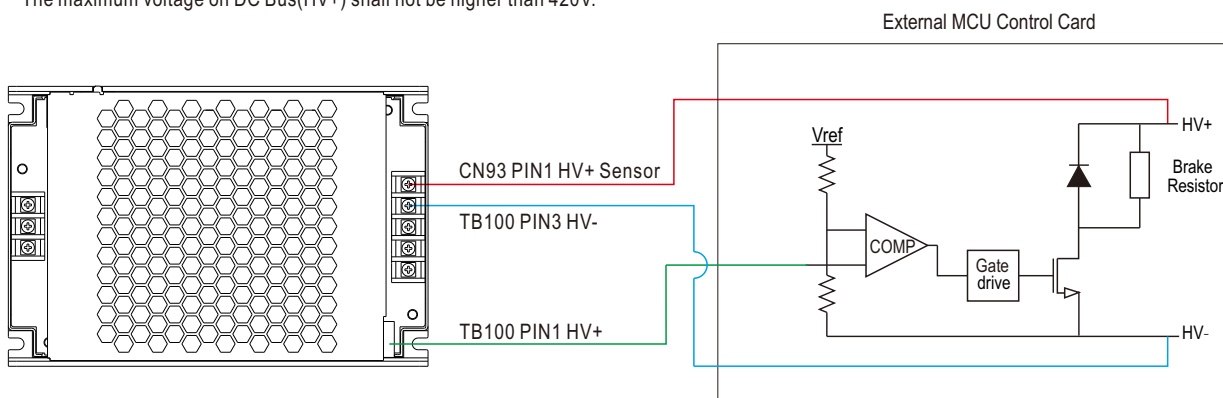 The maximum voltage on DC Bus(HV+) shall not be higher than 420V.
External MCU Control Card
HV+
Vref
Brake
Resistor
CN93 PIN1 HV+ Sensor
TB100 PIN3 HV-
COMP
Gate
drive
TB100 PIN1 HV+
HV-